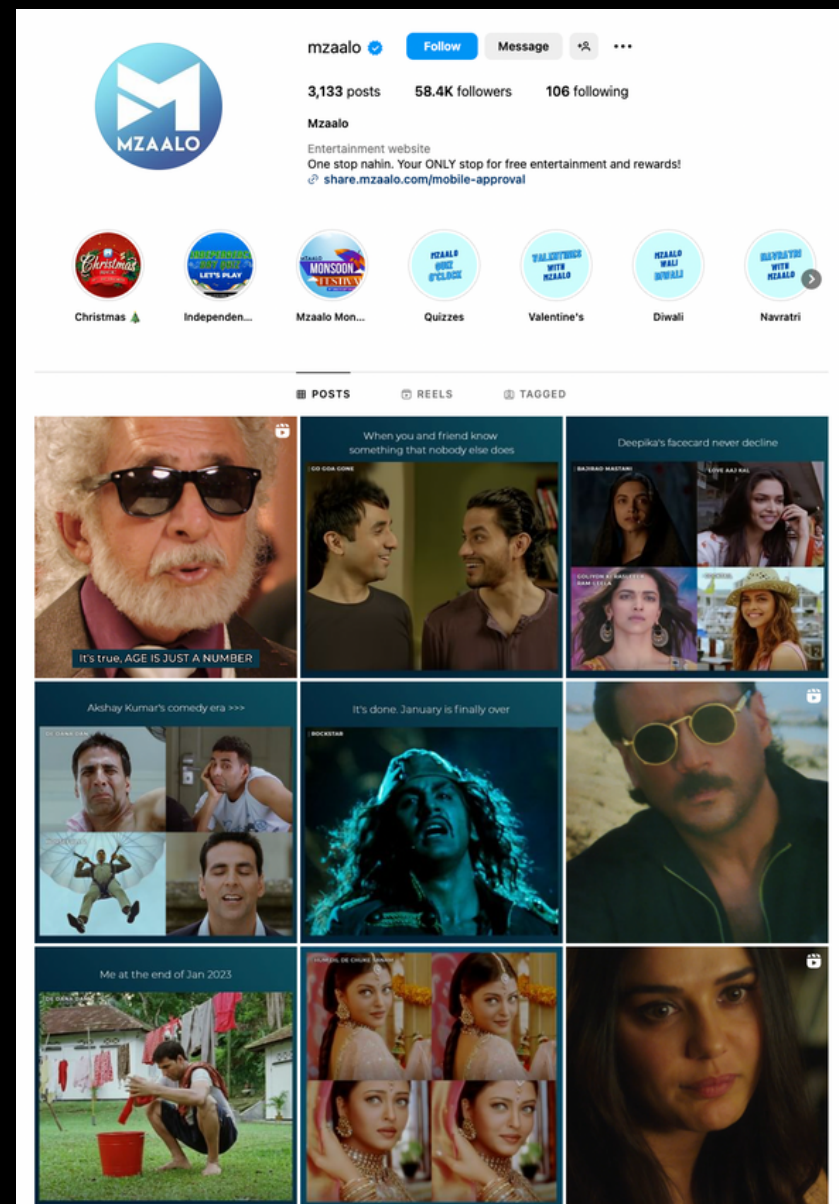 MZAALO
mzaalo
Follow
Message
3,133 posts
58.4K followers
106 following
Mzaalo
Entertainment website
One stop nahin. Your ONLY stop for free entertainment and rewards!
share.mzaalo.com/mobile-approval
Christmas
LET'S PLAY
MZAALO
MONSOON
FESTIVAL
MZAALO
QUIZ
O'CLOCK
VALENTINES
WITH
MZAALO
MZAALO
WALI
DIWALI
NAVRATRI
WITH
MZAALO
Christmas
Independen...
Mzaalo Mon...
Quizzes
Valentine's
Diwali
Navratri
POSTS
REELS
TAGGED
It's true, AGE IS JUST A NUMBER
When you and friend know
something that nobody else does
GO GOA GONE
Deepika's facecard never decline
BAJIRAO MASTANI
LOVE AAJ KAL
GOLIYON KI RASLEELA
RAM-LEELA
Akshay Kumar's comedy era >>>
DE DANA DAN
It's done. January is finally over
ROCKSTAR
Me at the end of Jan 2023
DE DANA DAN
HUM DIL DE CHUKE SANAM